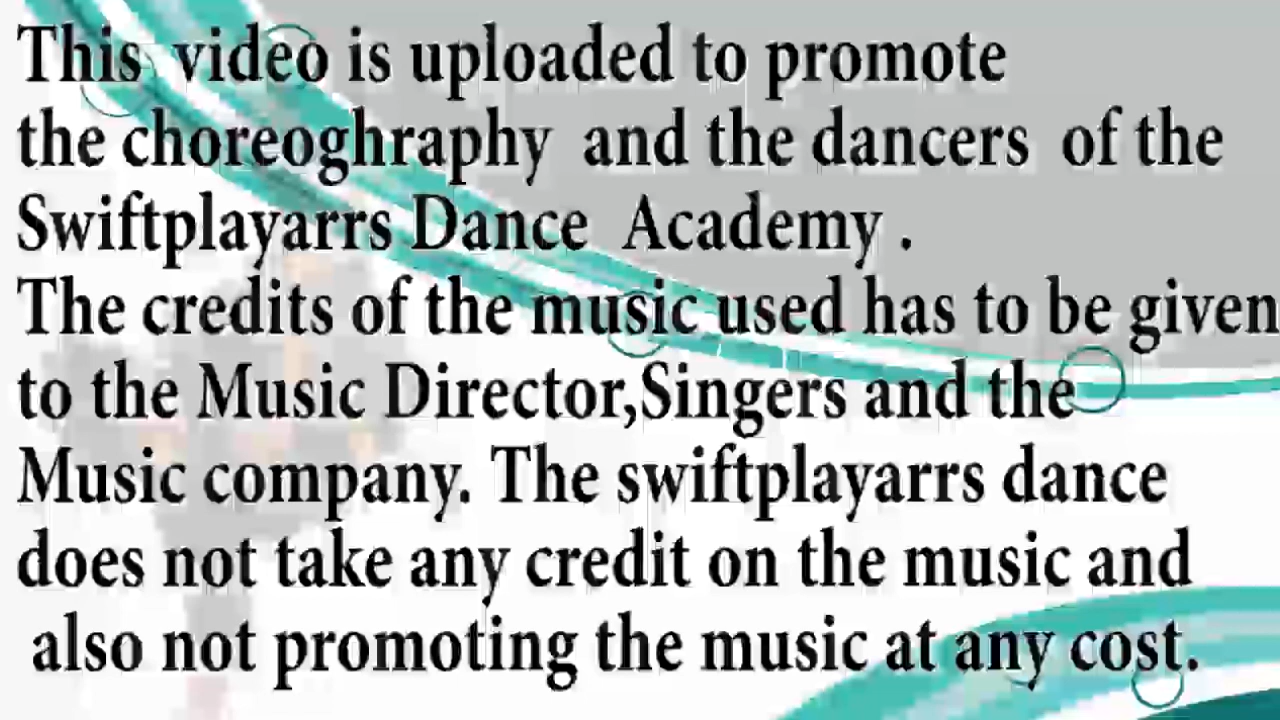 This video is uploaded to promote
the choreoghraphy and the dancers of the
Swiftplayarrs Dance Academy .
The credits of the music used has to be given
to the Music Director,Singers and the
Music company. The swiftplayarrs dance
does not take any credit on the music and
also not promoting the music at any cost.